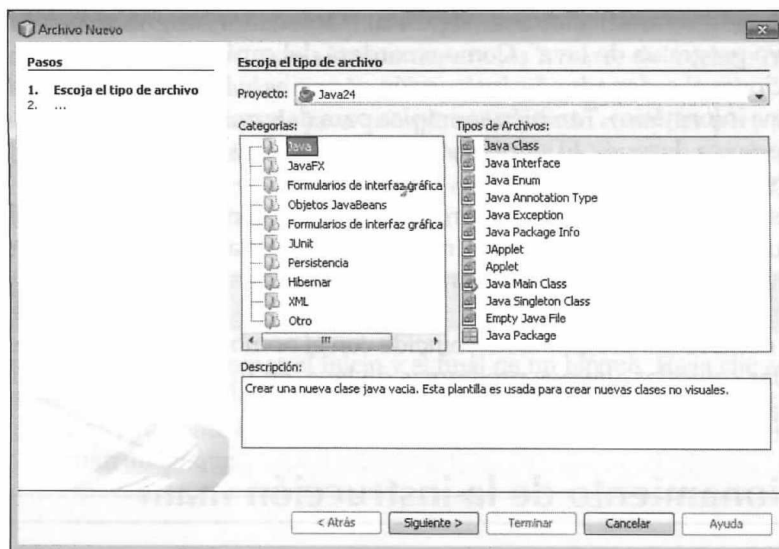 Archivo Nuevo
Pasos
1. Escoja el tipo de archivo
2. ...
Escoja el tipo de archivo
Proyecto: Java24
Categorías:
Java
JavaFX
Formularios de interfaz gráfica
Objetos JavaBeans
Formularios de interfaz gráfica
JUnit
Persistencia
Hibernar
XML
Otro
Tipos de Archivos:
Java Class
Java Interface
Java Enum
Java Annotation Type
Java Exception
Java Package Info
JApplet
Applet
Java Main Class
Java Singleton Class
Empty Java File
Java Package
Descripción:
Crear una nueva clase java vacia. Esta plantilla es usada para crear nuevas clases no visuales.
< Atrás
Siguiente >
Terminar
Cancelar
Ayuda